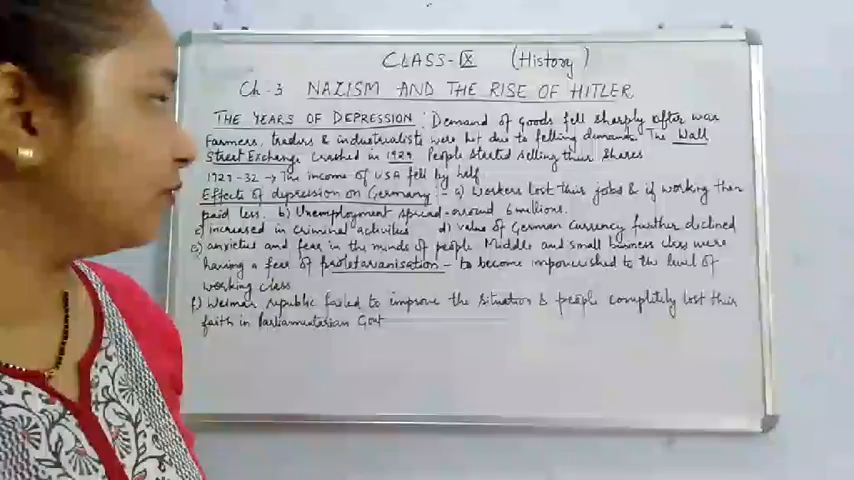 CLASS-IX (History)
Ch-3 NAZISM AND THE RISE OF HITLER
THE YEARS OF DEPRESSION : Demand of goods fell sharply after war
Farmers, traders & industrialists were hit due to falling demands. The Wall
Street Exchange crashed in 1929 People started selling their shares
1929-32 → The income of USA fell by half
Effects of depression on Germany :- a) Workers lost their jobs & if working then
paid less. b) Unemployment spread-around 6 millions.
c) increased in criminal activities d) value of German currency further declined
e) anxieties and fear in the minds of people Middle and small business class were
having a fear of proletarianisation - to become impoverished to the level of
working class
f) Weimar republic failed to improve the situation & people completely lost their
faith in Parliamentarian Govt